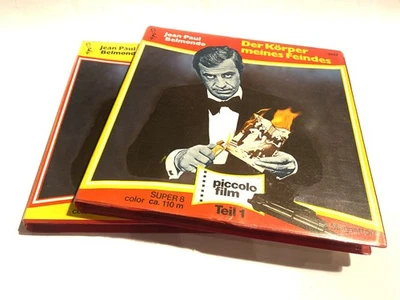 Jean Paul
Belmondo
Der Körper
meines Feindes
SUPER 8
color ca. 110 m
piccolo
film
Teil 1
Jean Paul
Belmondo